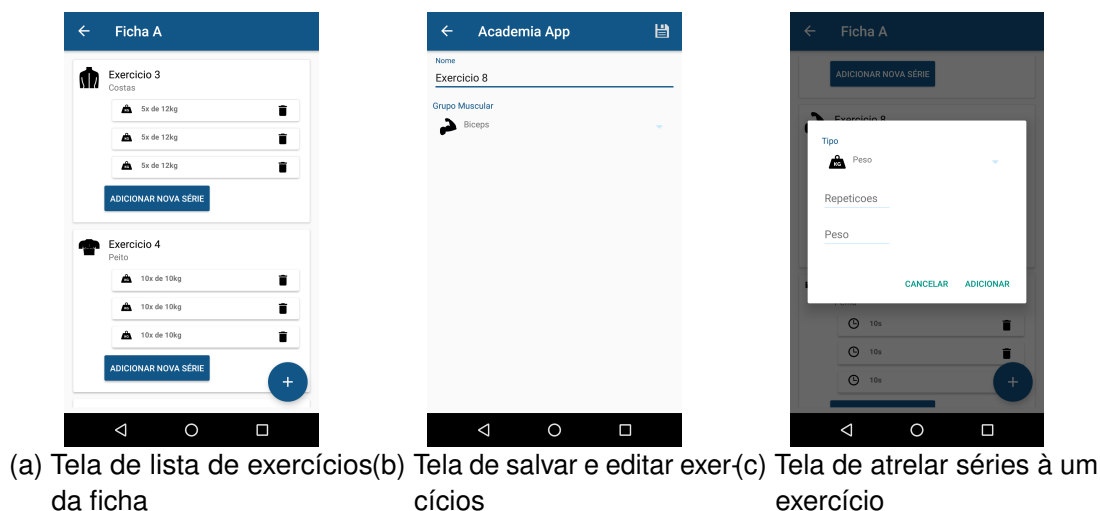 Ficha A
Exercicio 3
Costas
5x de 12kg
5x de 12kg
5x de 12kg
ADICIONAR NOVA SÉRIE
Exercicio 4
Peito
10x de 10kg
10x de 10kg
10x de 10kg
ADICIONAR NOVA SÉRIE
+
(a) Tela de lista de exercícios
da ficha
Academia App
Nome
Exercicio 8
Grupo Muscular
Biceps
(b) Tela de salvar e editar exer-
cícios
Ficha A
ADICIONAR NOVA SÉRIE
Exercicio 8
Tipo
KG Peso
Repeticoes
Peso
CANCELAR ADICIONAR
10s
10s
10s
+
(c) Tela de atrelar séries à um
exercício